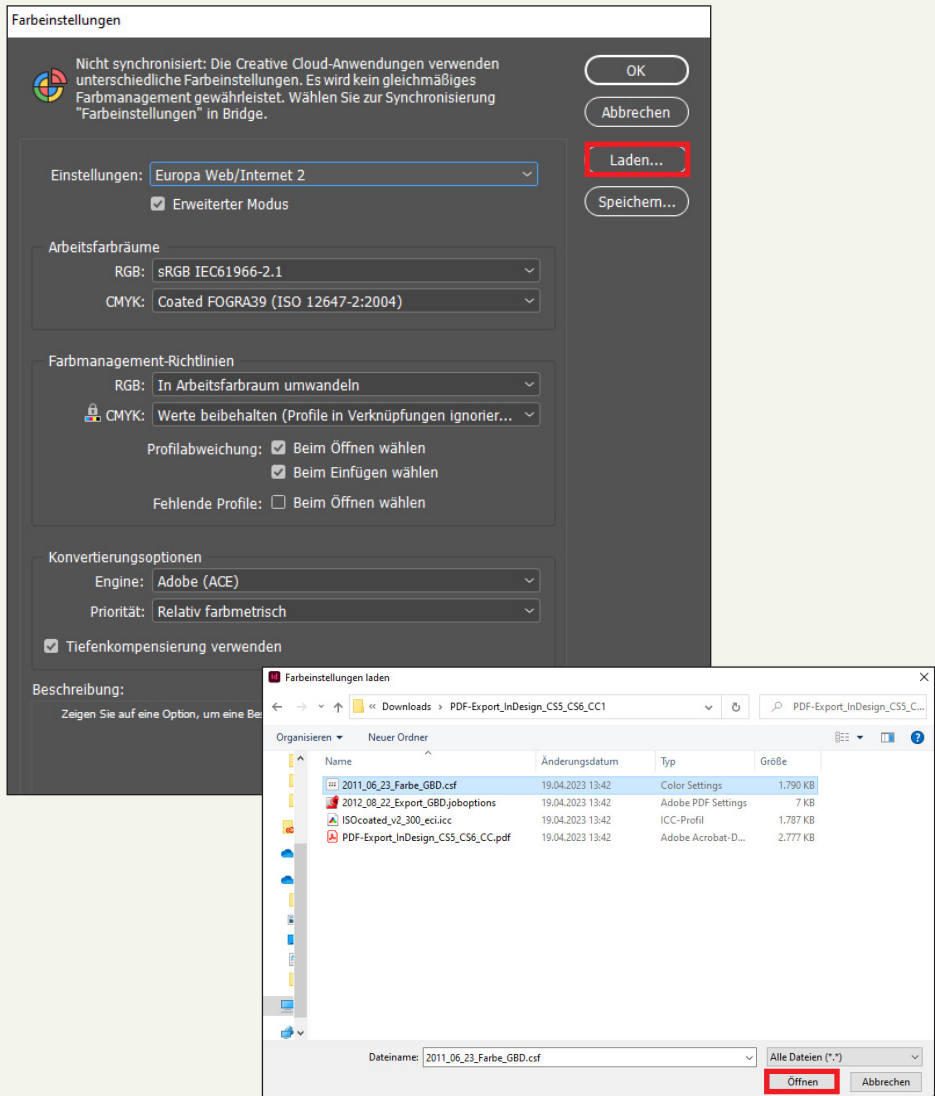 Farbeinstellungen
Nicht synchronisiert: Die Creative Cloud-Anwendungen verwenden
unterschiedliche Farbeinstellungen. Es wird kein gleichmäßiges
Farbmanagement gewährleistet. Wählen Sie zur Synchronisierung
"Farbeinstellungen" in Bridge.
OK
Abbrechen
Laden...
Speichern...
Einstellungen: Europa Web/Internet 2
Erweiterter Modus
Arbeitsfarbräume
RGB: sRGB IEC61966-2.1
CMYK: Coated FOGRA39 (ISO 12647-2:2004)
Farbmanagement-Richtlinien
RGB: In Arbeitsfarbraum umwandeln
CMYK: Werte beibehalten (Profile in Verknüpfungen ignorier...
Profilabweichung: Beim Öffnen wählen
Beim Einfügen wählen
Fehlende Profile: Beim Öffnen wählen
Konvertierungsoptionen
Engine: Adobe (ACE)
Priorität: Relativ farbmetrisch
Tiefenkompensierung verwenden
Beschreibung:
Zeigen Sie auf eine Option, um eine Be
Id Farbeinstellungen laden
« Downloads › PDF-Export_InDesign_CS5_CS6_CC1
PDF-Export_InDesign_CS5_C...
Organisieren Neuer Ordner
Name Änderungsdatum Typ Größe
2011_06_23_Farbe_GBD.csf 19.04.2023 13:42 Color Settings 1.790 KB
2012_08_22_Export_GBD.joboptions 19.04.2023 13:42 Adobe PDF Settings 7 KB
ISOcoated_v2_300_eci.icc 19.04.2023 13:42 ICC-Profil 1.787 KB
PDF-Export_InDesign_CS5_CS6_CC.pdf 19.04.2023 13:42 Adobe Acrobat-D... 2.777 KB
Dateiname: 2011_06_23_Farbe_GBD.csf Alle Dateien (*.*)
Öffnen Abbrechen